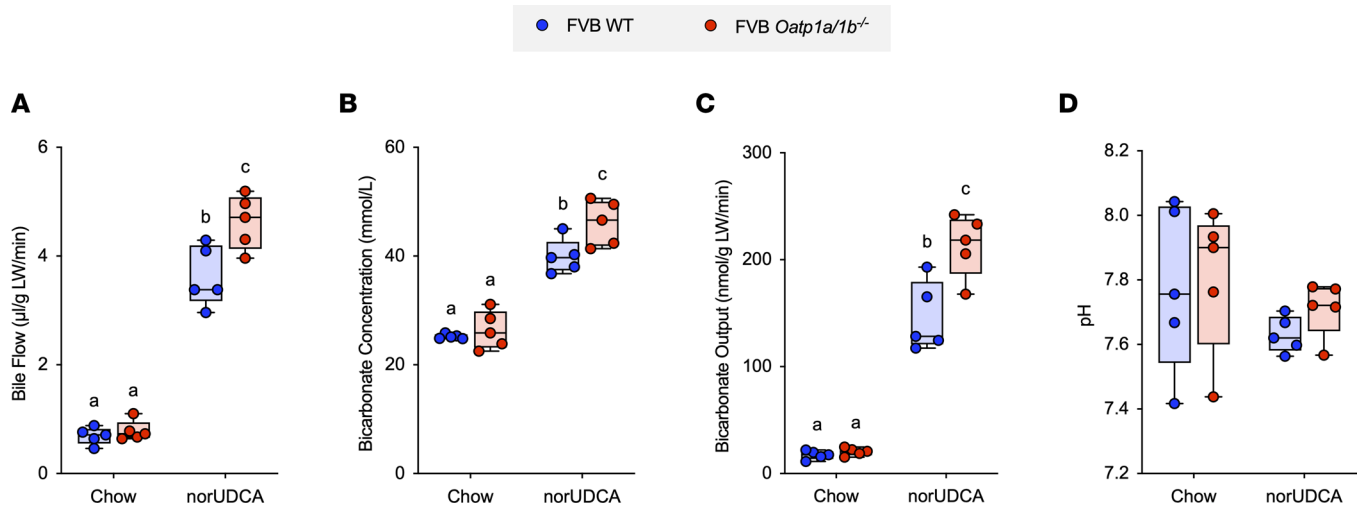 FVB WT
FVB Oatp1a/1b-/-
A
Bile Flow (µl/g LW/min)
6
4
2
0
a
a
b
c
Chow
norUDCA
B
Bicarbonate Concentration (mmol/L)
60
40
20
0
a
a
b
c
Chow
norUDCA
C
Bicarbonate Output (nmol/g LW/min)
300
200
100
0
a
a
b
c
Chow
norUDCA
D
pH
8.2
8.0
7.8
7.6
7.4
7.2
Chow
norUDCA